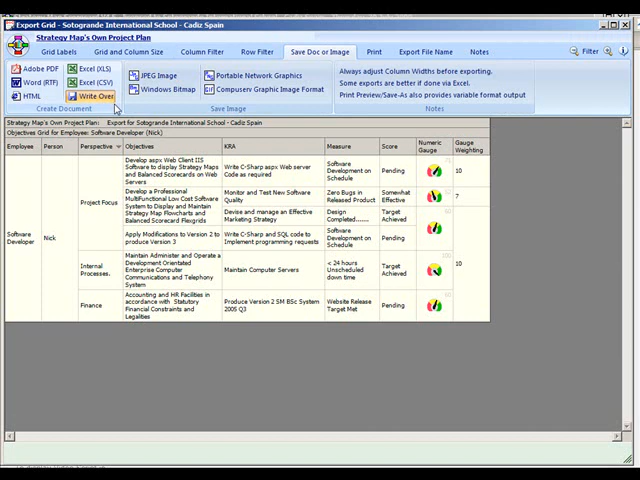 Export Grid - Sotogrande International School - Cadiz Spain
Strategy Map's Own Project Plan
Grid Labels Grid and Column Size Column Filter Row Filter Save Doc or Image Print Export File Name Notes Filter
Adobe PDF Excel (XLS)
Word (RTF) Excel (CSV)
HTML Write Over
Create Document
JPEG Image Portable Network Graphics
Windows Bitmap Compuserv Graphic Image Format
Save Image
Always adjust Column Widths before exporting.
Some exports are better if done via Excel.
Print Preview/Save-As also provides variable format output
Notes
Strategy Map's Own Project Plan: Export for Sotogrande International School - Cadiz Spain
Objectives Grid for Employee: Software Developer (Nick)
Employee Person Perspective Objectives KRA Measure Score Numeric Gauge Gauge Weighting
Software
Developer
Nick
Project Focus
Develop aspx Web Client IIS
Software to display Strategy Maps
and Balanced Scorecards on Web
Servers
Write C-Sharp aspx Web server
Code as required
Software
Development on
Schedule
Pending
10
Develop a Professional
MultiFunctional Low Cost Software
System to Display and Maintain
Strategy Map Flowcharts and
Balanced Scorecard Flexgrids
Monitor and Test New Software
Quality
Zero Bugs in
Released Product
Somewhat
Effective
7
Devise and manage an Effective
Marketing Strategy
Design
Completed......
Target
Achieved
Apply Modifications to Version 2 to
produce Version 3
Write C-Sharp and SQL code to
Implement programming requests
Software
Development on
Schedule
Pending
Internal
Processes.
Maintain Administer and Operate a
Development Orientated
Enterprise Computer
Communications and Telephony
System
Maintain Computer Servers
< 24 hours
Unscheduled
down time
Target
Achieved
10
Finance
Accounting and HR Facilities in
accordance with Statutory
Financial Constraints and
Legalities
Produce Version 2 SM BSc System
2005 Q3
Website Release
Target Met
Pending